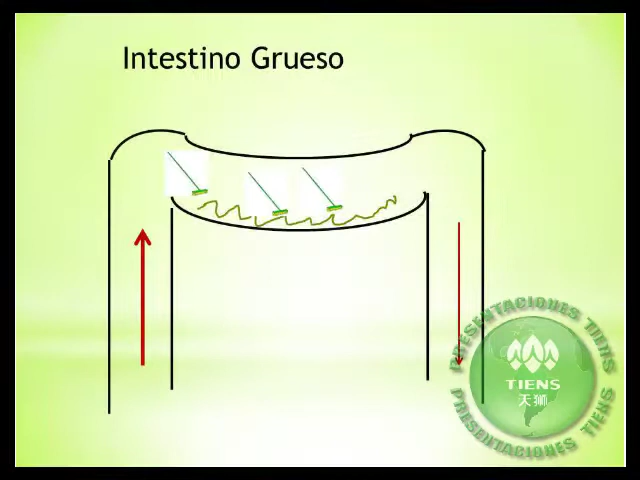 Intestino Grueso
PRESENTACIONES TIENS
TIENS
天狮
PRESENTACIONES TIENS